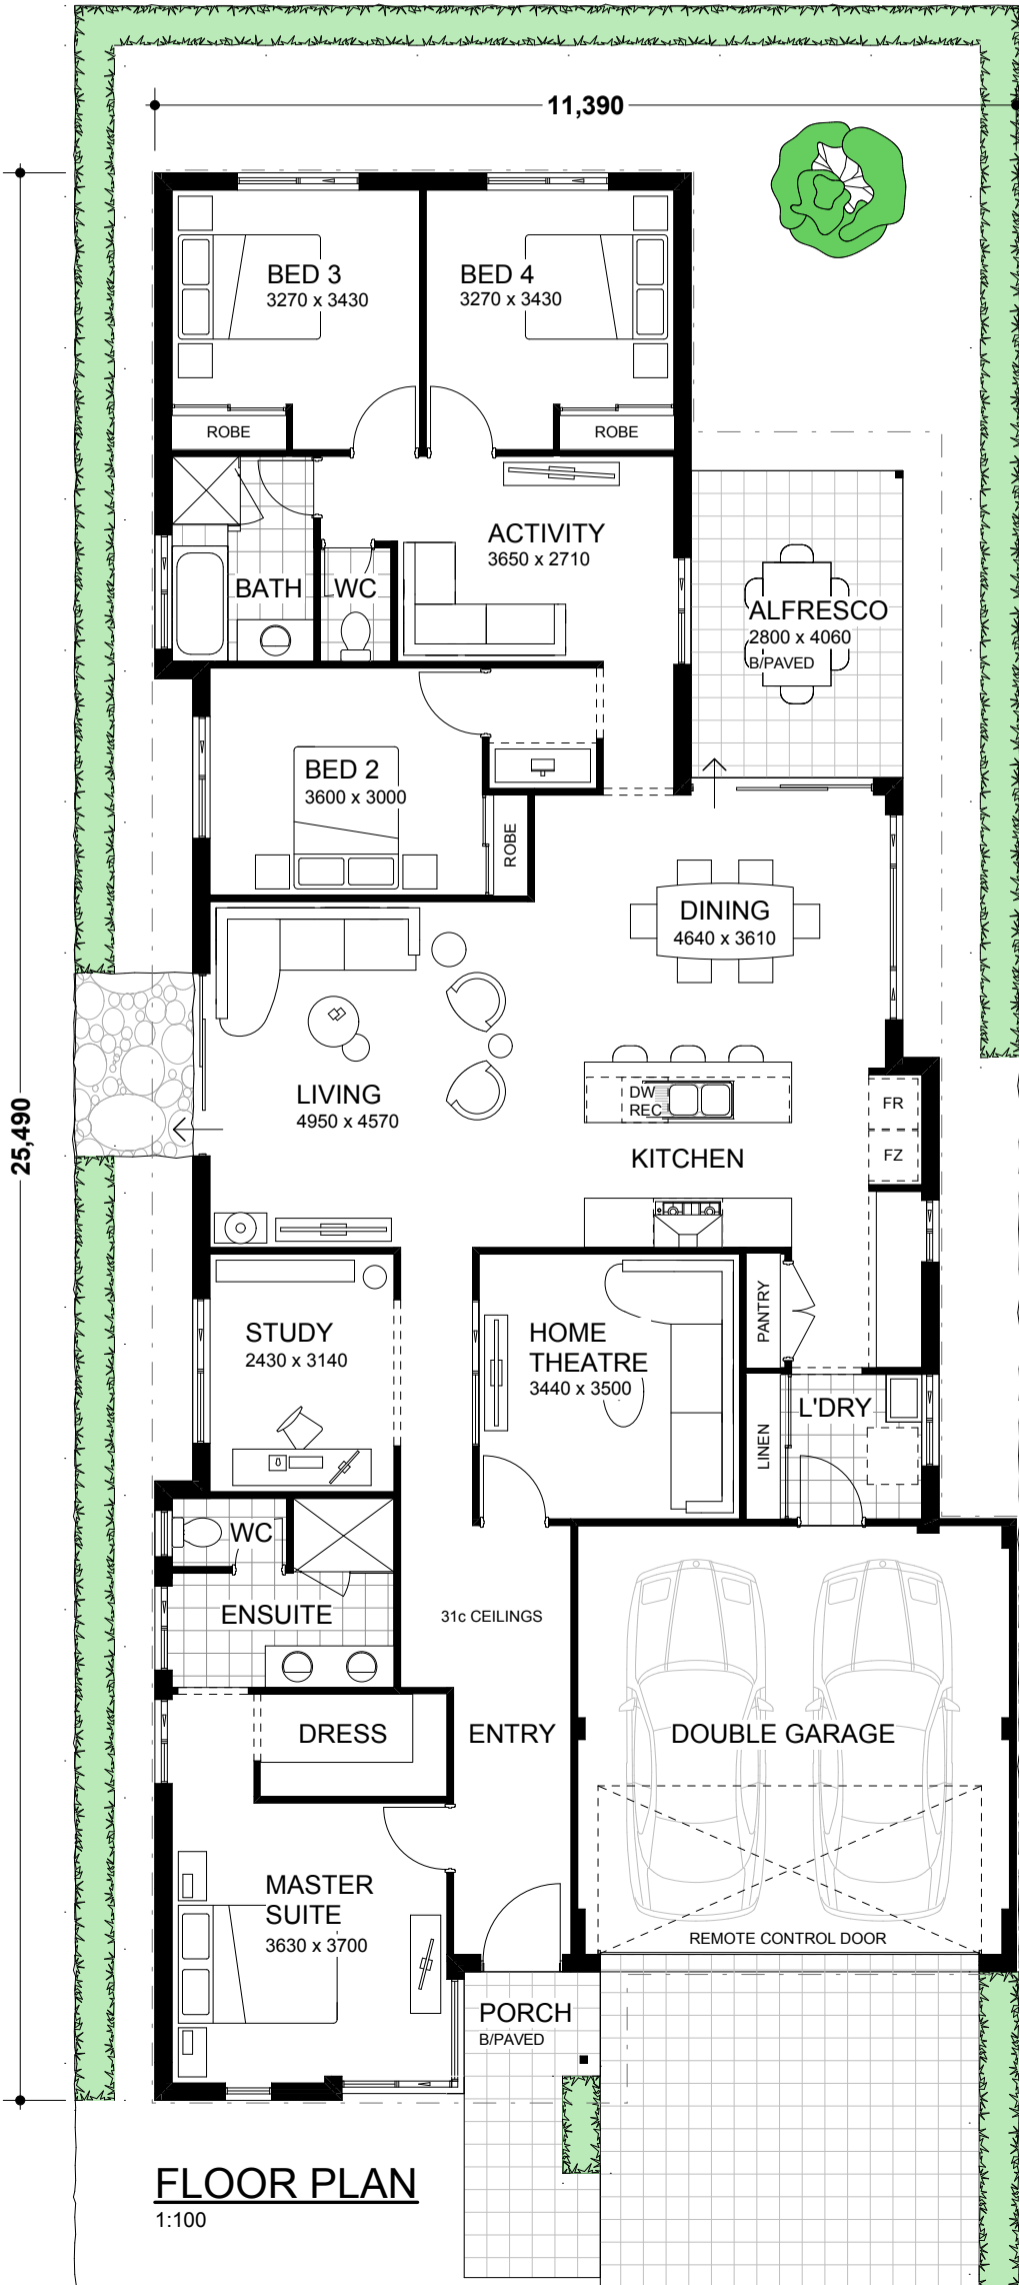 11,390
BED 3
3270 x 3430
BED 4
3270 x 3430
ROBE
ROBE
ACTIVITY
3650 x 2710
BATH
WC
ALFRESCO
2800 x 4060
B/PAVED
BED 2
3600 x 3000
ROBE
DINING
4640 x 3610
LIVING
4950 x 4570
DW
REC
FR
FZ
KITCHEN
25,490
STUDY
2430 x 3140
HOME
THEATRE
3440 x 3500
PANTRY
LINEN
L'DRY
WC
ENSUITE
31c CEILINGS
DRESS
ENTRY
DOUBLE GARAGE
MASTER
SUITE
3630 x 3700
REMOTE CONTROL DOOR
PORCH
B/PAVED
FLOOR PLAN
1:100